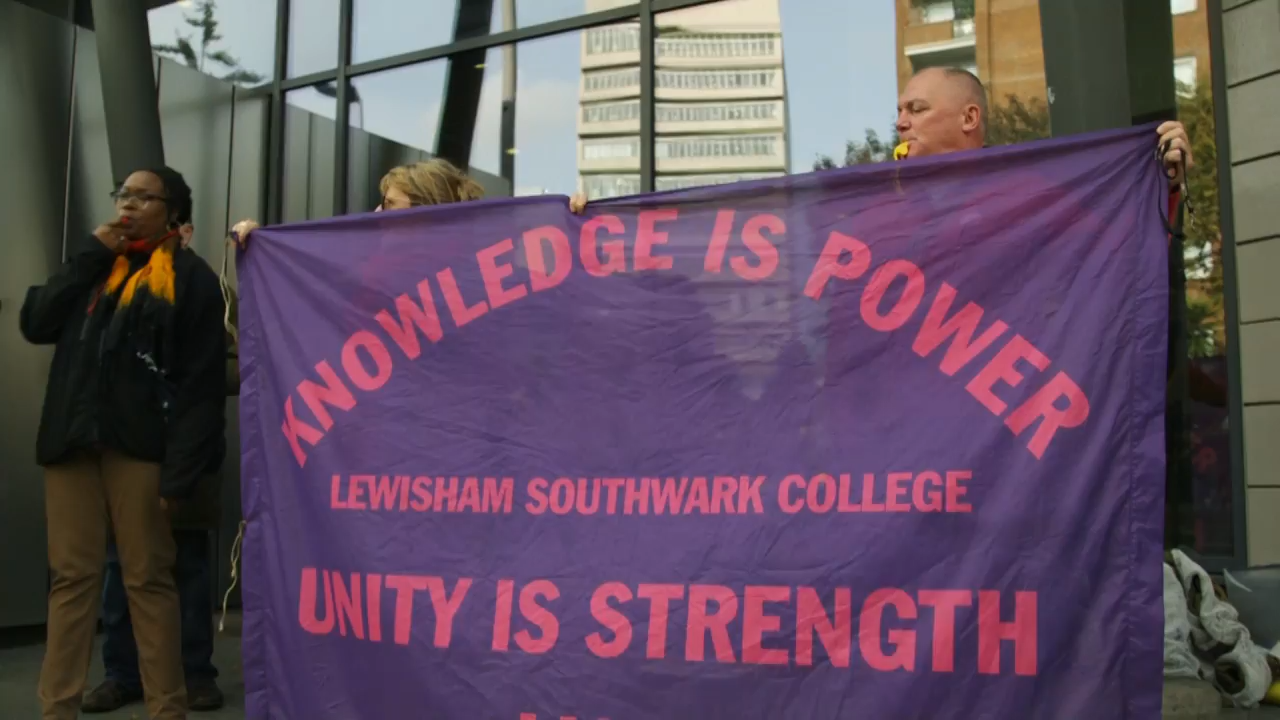 KNOWLEDGE IS POWER
LEWISHAM SOUTHWARK COLLEGE
UNITY IS STRENGTH